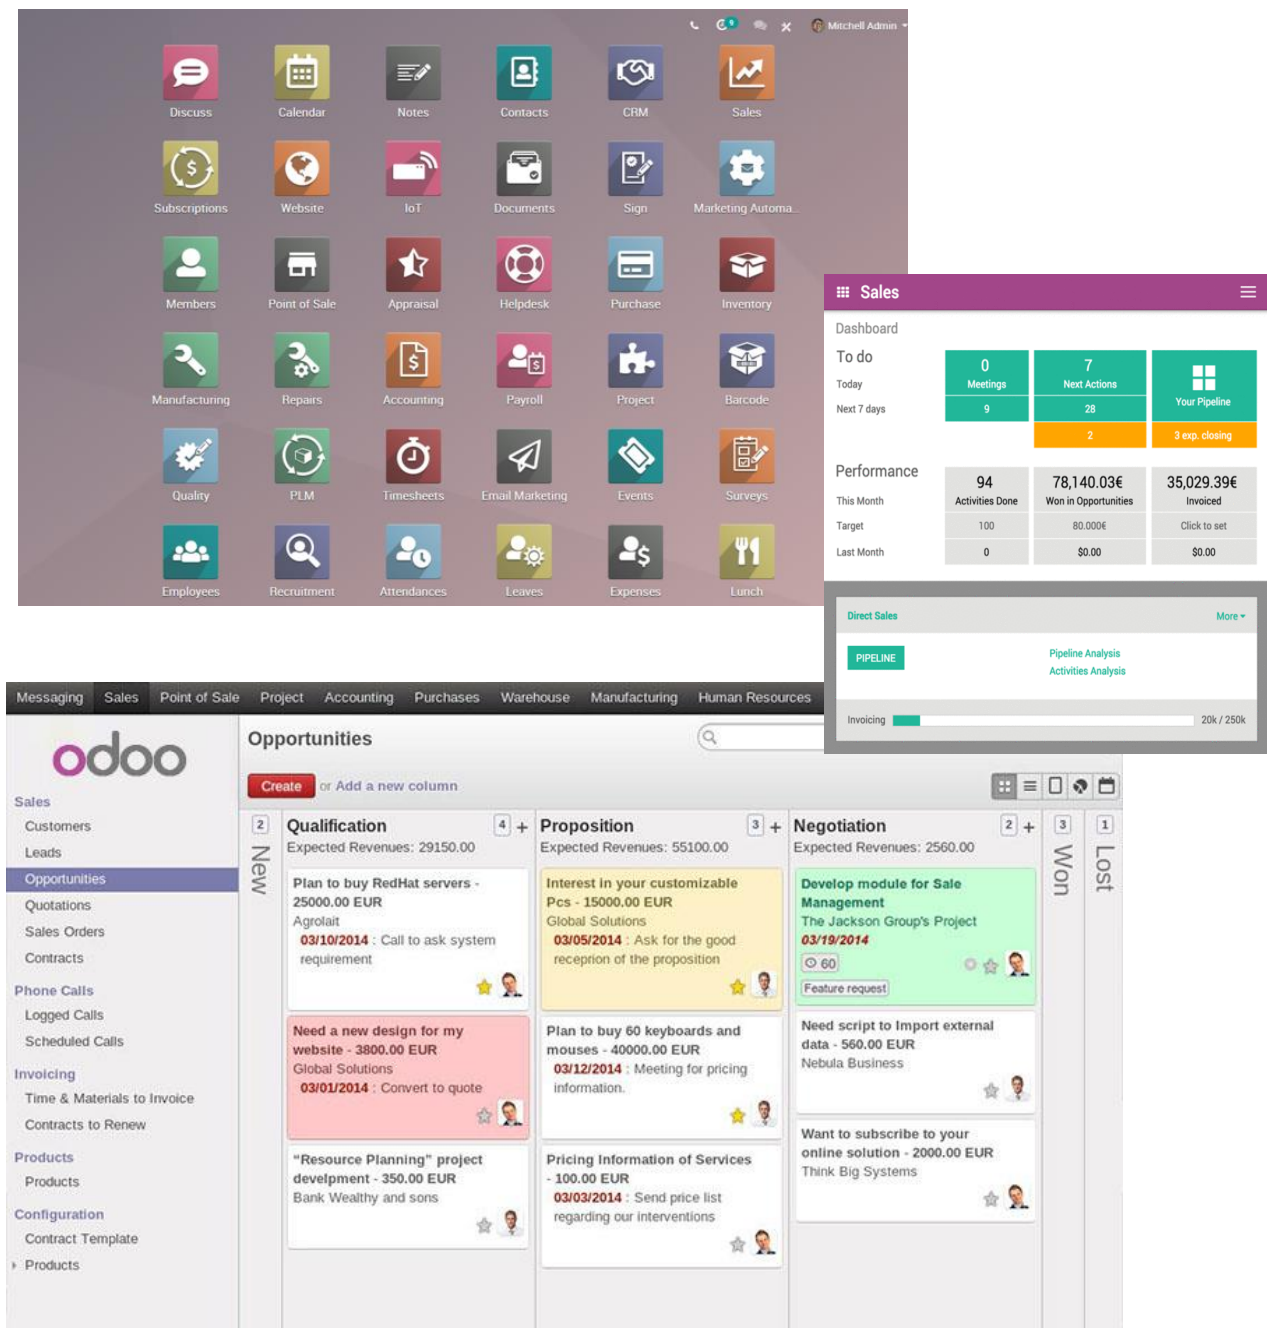 9 Mitchell Admin
Discuss Calendar Notes Contacts CRM Sales
Subscriptions Website IoT Documents Sign Marketing Automa..
Members Point of Sale Appraisal Helpdesk Purchase Inventory
Manufacturing Repairs Accounting Payroll Project Barcode
Quality PLM Timesheets Email Marketing Events Surveys
Employees Recruitment Attendances Leaves Expenses Lunch
Sales
Dashboard
To do
0 7
Today Meetings Next Actions
Your Pipeline
Next 7 days 9 28
2 3 exp. closing
Performance
94 78,140.03€ 35,029.39€
This Month Activities Done Won in Opportunities Invoiced
Target 100 80.000€ Click to set
Last Month 0 $0.00 $0.00
Direct Sales More
PIPELINE
Pipeline Analysis
Activities Analysis
Invoicing 20k / 250k
Messaging Sales Point of Sale Project Accounting Purchases Warehouse Manufacturing Human Resources
odoo
Sales
Customers
Leads
Opportunities
Quotations
Sales Orders
Contracts
Phone Calls
Logged Calls
Scheduled Calls
Invoicing
Time & Materials to Invoice
Contracts to Renew
Products
Products
Configuration
Contract Template
Products
Opportunities
Create or Add a new column
2
New
Qualification 4 +
Expected Revenues: 29150.00
Plan to buy RedHat servers -
25000.00 EUR
Agrolait
03/10/2014 : Call to ask system
requirement
Need a new design for my
website - 3800.00 EUR
Global Solutions
03/01/2014 : Convert to quote
“Resource Planning” project
develpment - 350.00 EUR
Bank Wealthy and sons
Proposition 3 +
Expected Revenues: 55100.00
Interest in your customizable
Pcs - 15000.00 EUR
Global Solutions
03/05/2014 : Ask for the good
receprion of the proposition
Plan to buy 60 keyboards and
mouses - 40000.00 EUR
03/12/2014 : Meeting for pricing
information.
Pricing Information of Services
- 100.00 EUR
03/03/2014 : Send price list
regarding our interventions
Negotiation 2 +
Expected Revenues: 2560.00
Develop module for Sale
Management
The Jackson Group's Project
03/19/2014
60
Feature request
Need script to Import external
data - 560.00 EUR
Nebula Business
Want to subscribe to your
online solution - 2000.00 EUR
Think Big Systems
3
Won
1
Lost